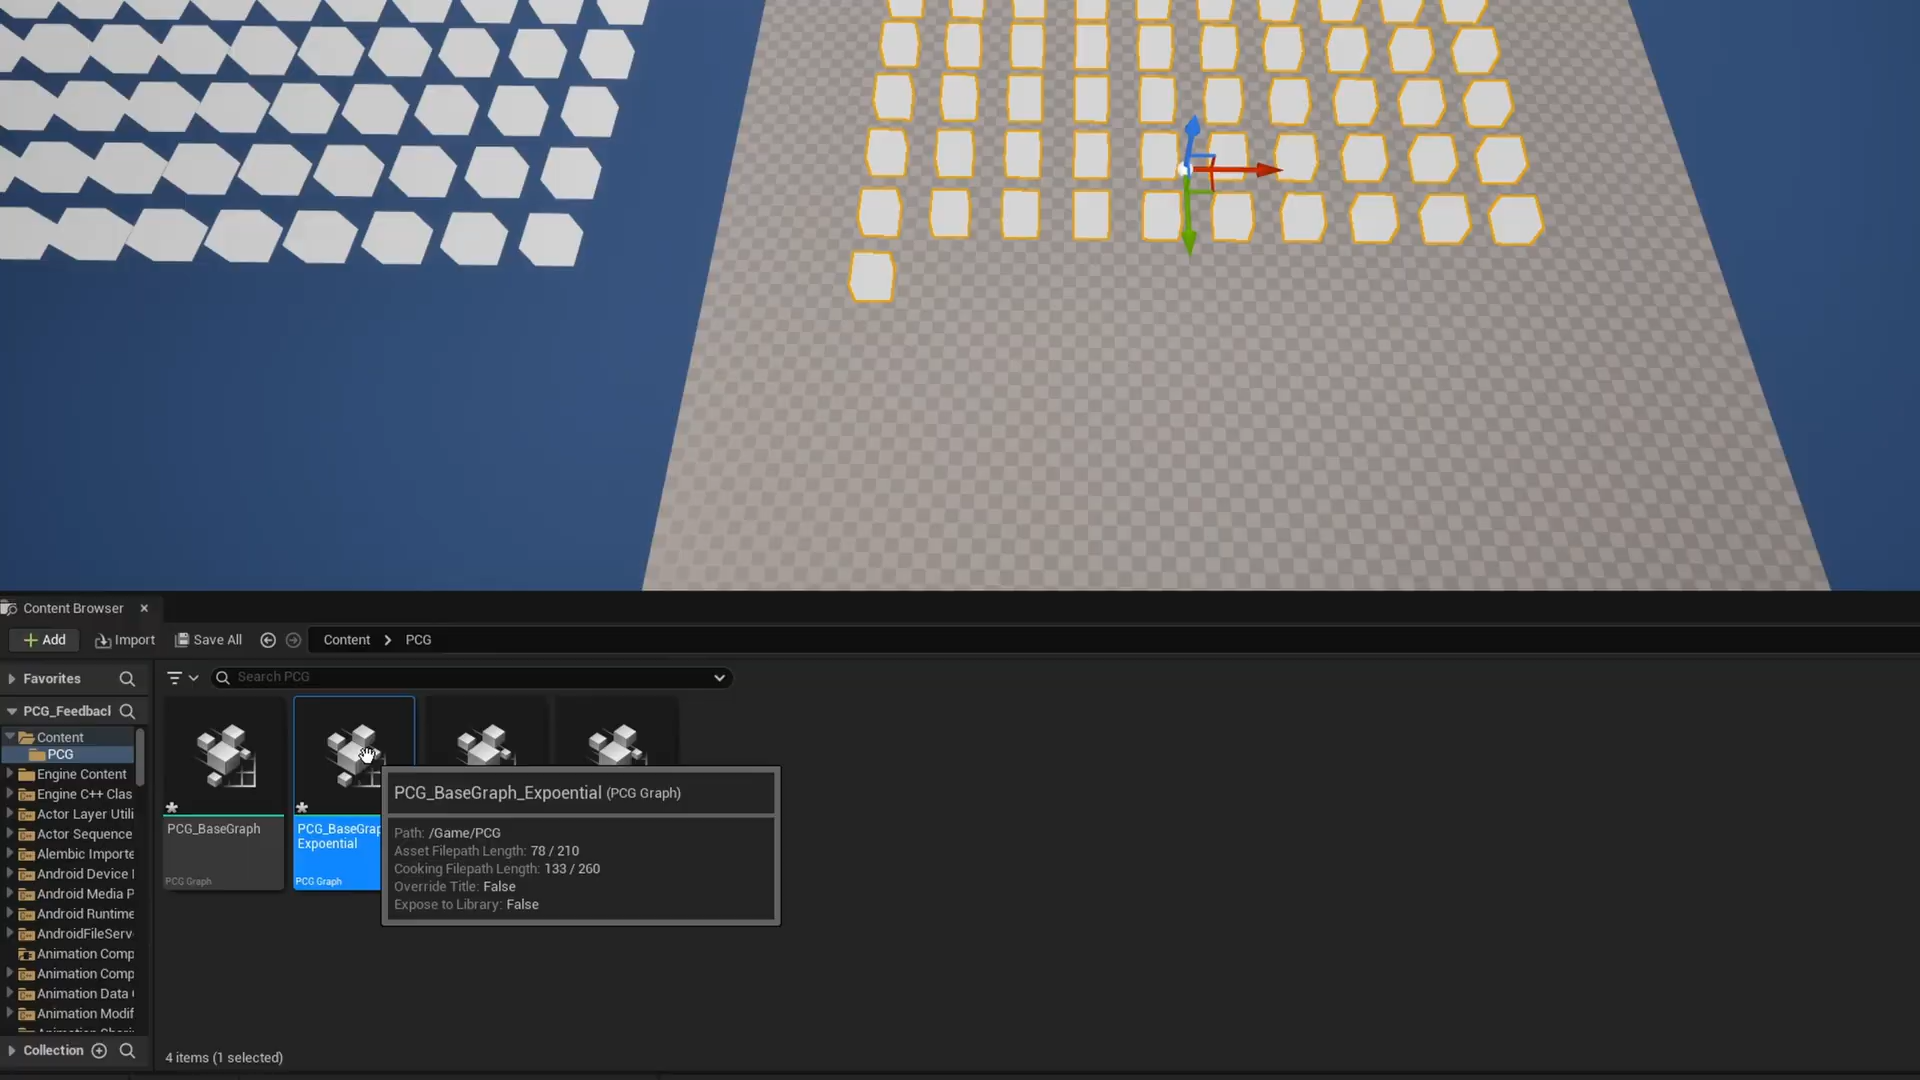 Content Browser
Add
Import
Save All
Content
PCG
Favorites
Search PCG
PCG_Feedbacl
Content
PCG
Engine Content
Engine C++ Clas
Actor Layer Utili
Actor Sequence
Alembic Importe
Android Device
Android Media P
Android Runtime
AndroidFileServ
Animation Comp
Animation Comp
Animation Data
Animation Modif
Collection
PCG_BaseGraph
PCG Graph
PCG_BaseGrap
Expoential
PCG Graph
PCG_BaseGraph_Expoential (PCG Graph)
Path: /Game/PCG
Asset Filepath Length: 78 / 210
Cooking Filepath Length: 133 / 260
Override Title: False
Expose to Library: False
4 items (1 selected)